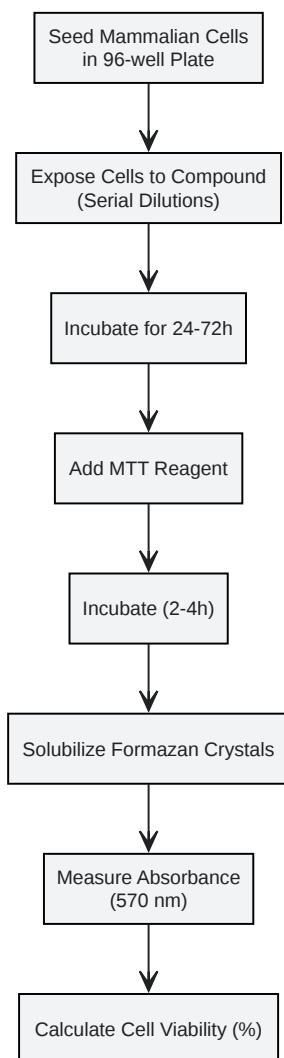 Seed Mammalian Cells
in 96-well Plate
Expose Cells to Compound
(Serial Dilutions)
Incubate for 24-72h
Add MTT Reagent
Incubate (2-4h)
Solubilize Formazan Crystals
Measure Absorbance
(570 nm)
Calculate Cell Viability (%)